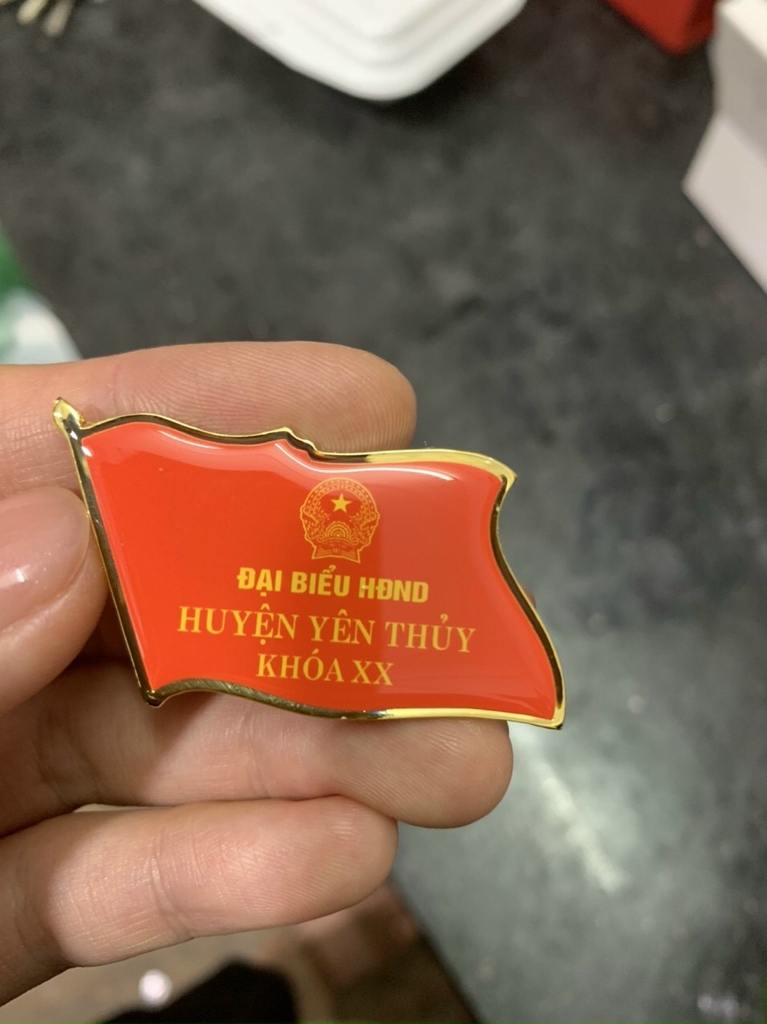 ĐẠI BIỂU HĐND
HUYỆN YÊN THỦY
KHÓA XX